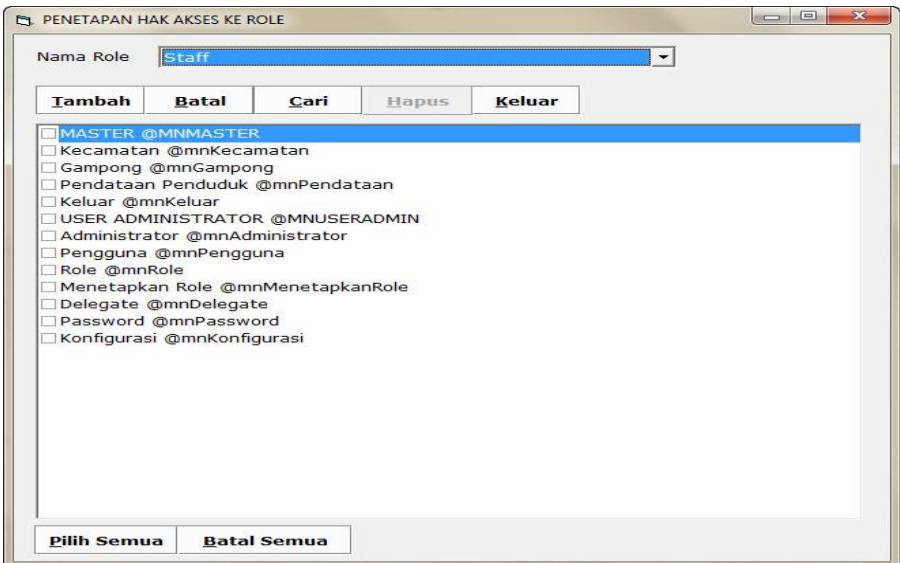 PENETAPAN HAK AKSES KE ROLE
Nama Role Staff
Tambah Batal Cari Hapus Keluar
MASTER @MNMASTER
Kecamatan @mnKecamatan
Gampong @mnGampong
Pendataan Penduduk @mnPendataan
Keluar @mnKeluar
USER ADMINISTRATOR @MNUSERADMIN
Administrator @mnAdministrator
Pengguna @mnPengguna
Role @mnRole
Menetapkan Role @mnMenetapkanRole
Delegate @mnDelegate
Password @mnPassword
Konfigurasi @mnKonfigurasi
Pilih Semua Batal Semua